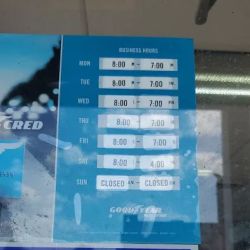 BUSINESS HOURS
MON 8:00 - 7:00
TUE 8:00 - 7:00
WED 8:00 - 7:00
THU 8:00 - 7:00
FRI 8:00 - 7:00
SAT 8:00 - 4:00
SUN CLOSED - CLOSED
GOODYEAR
CRED